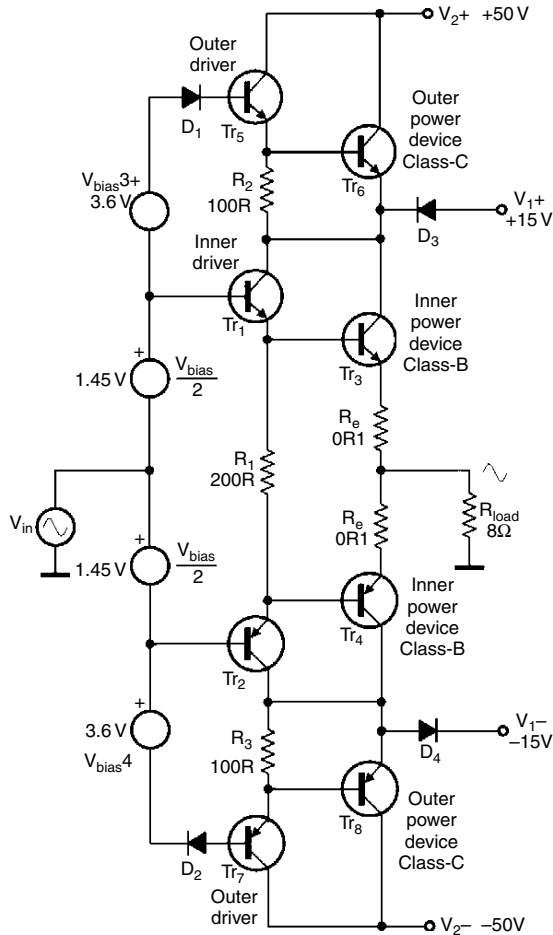 V2+ +50 V
Outer
driver
D1
Tr5
Outer
power
device
Class-C
Vbias3+
3.6 V
R2
100R
Tr6
V1+
+15 V
D3
Inner
driver
Tr1
Inner
power
device
Class-B
Tr3
+
1.45 V
Vbias
2
Re
0R1
R1
200R
Vin
Rload
8Ω
Re
0R1
+
1.45 V
Vbias
2
Tr2
Tr4
Inner
power
device
Class-B
+
3.6 V
Vbias4
R3
100R
V1–
–15V
D4
D2
Tr7
Outer
driver
Tr8
Outer
power
device
Class-C
V2– –50V